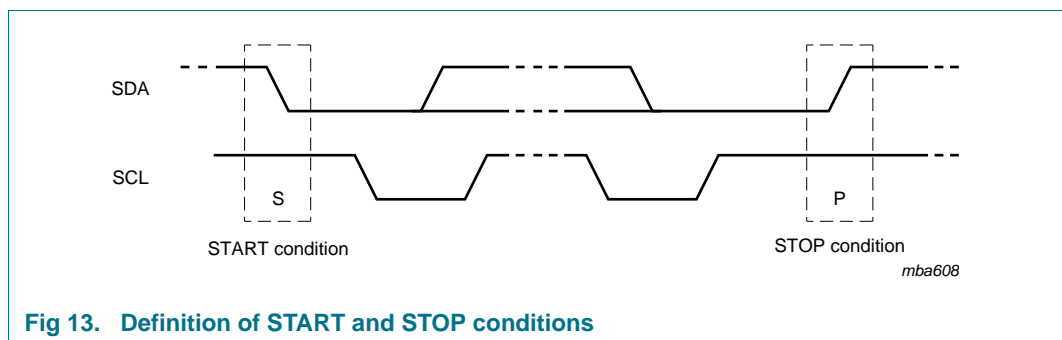 SDA
SCL
S
P
START condition
STOP condition
mba608
Fig 13. Definition of START and STOP conditions